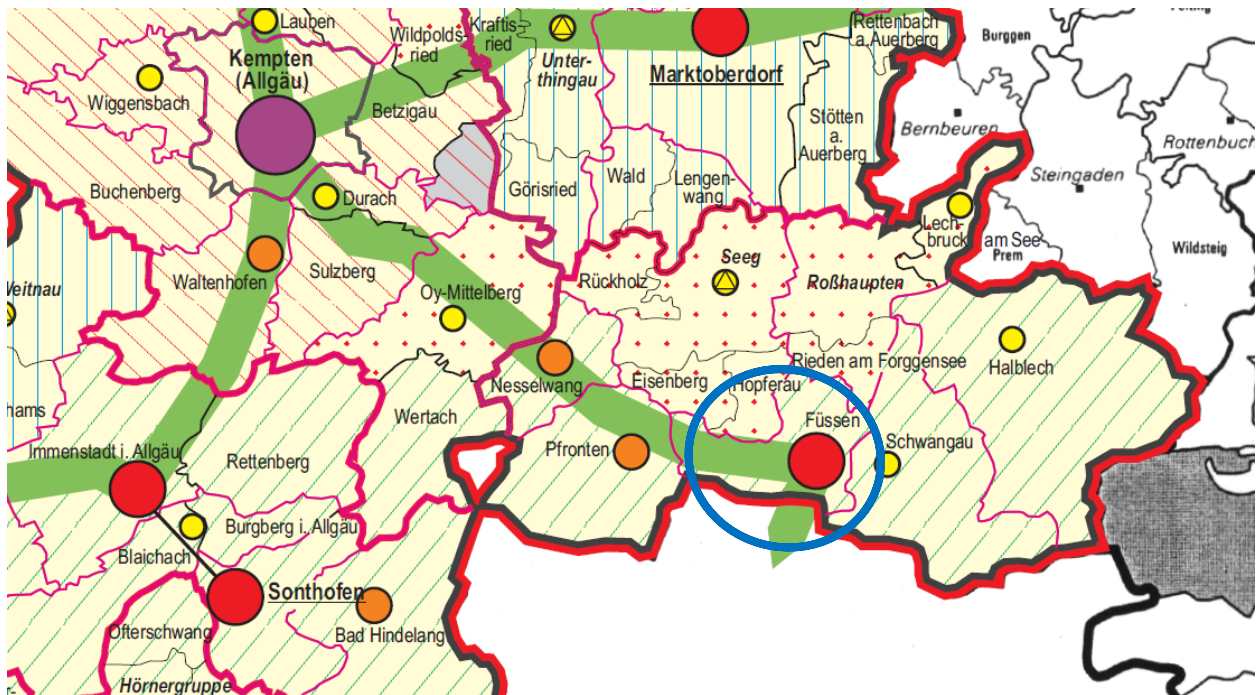 Lauben
Kempten
(Allgäu)
Wiggensbach
Wildpolds-
ried
Kraftis-
ried
Unter-
thingau
Marktoberdorf
Rettenbach
a.Auerberg
Burggen
Betzigau
Stötten
a.
Auerberg
Bernbeuren
Rottenbuch
Steingaden
Buchenberg
Durach
Görisried
Wald
Lengen-
wang
Lech-
bruck
am See
Prem
Wildsteig
Waltenhofen
Sulzberg
Oy-Mittelberg
Rückholz
Seeg
Roßhaupten
Rieden am Forggensee
Halblech
Nesselwang
Eisenberg
Hopferau
Wertach
Füssen
Schwangau
Pfronten
Immenstadt i. Allgäu
Rettenberg
Burgberg i. Allgäu
Blaichach
Sonthofen
Ofterschwang
Bad Hindelang
Hörnergruppe